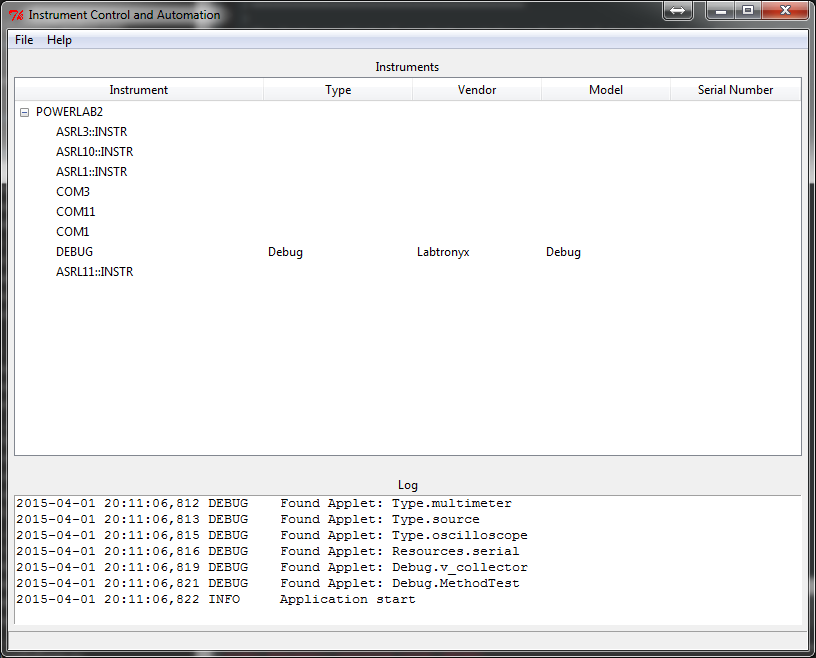 Instrument Control and Automation
File Help
Instruments
Instrument Type Vendor Model Serial Number
POWERLAB2
ASRL3::INSTR
ASRL10::INSTR
ASRL1::INSTR
COM3
COM11
COM1
DEBUG Debug Labtronyx Debug
ASRL11::INSTR
Log
2015-04-01 20:11:06,812 DEBUG Found Applet: Type.multimeter
2015-04-01 20:11:06,813 DEBUG Found Applet: Type.source
2015-04-01 20:11:06,815 DEBUG Found Applet: Type.oscilloscope
2015-04-01 20:11:06,816 DEBUG Found Applet: Resources.serial
2015-04-01 20:11:06,819 DEBUG Found Applet: Debug.v_collector
2015-04-01 20:11:06,821 DEBUG Found Applet: Debug.MethodTest
2015-04-01 20:11:06,822 INFO Application start